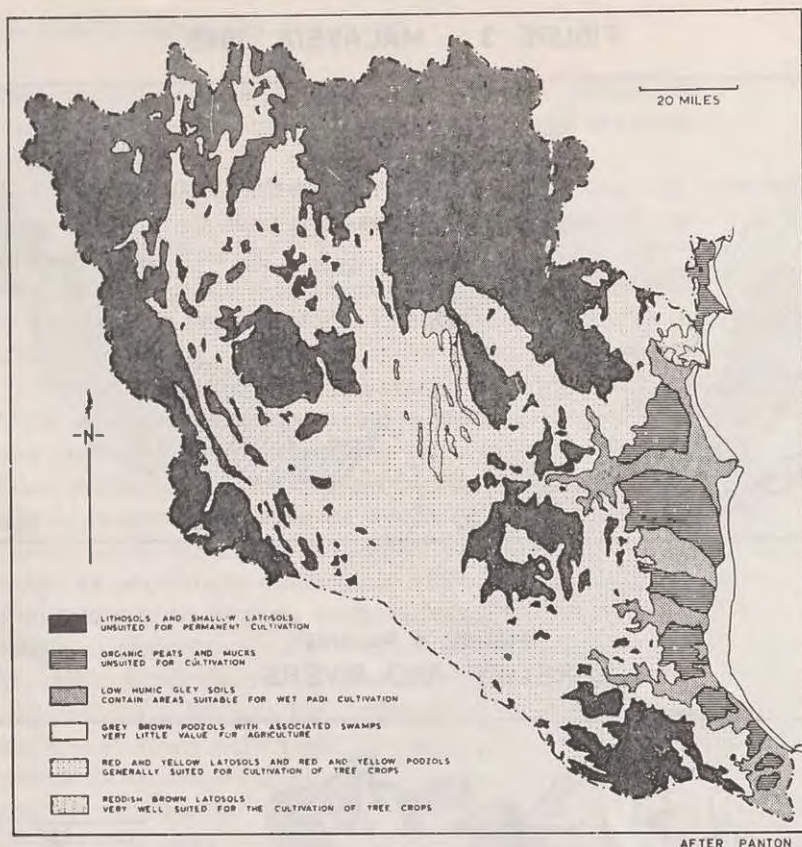 20 MILES
N
LITHOSOLS AND SHALLOW LATOSOLS
UNSUITED FOR PERMANENT CULTIVATION
ORGANIC PEATS AND MUCKS
UNSUITED FOR CULTIVATION
LOW HUMIC GLEY SOILS
CONTAIN AREAS SUITABLE FOR WET PADI CULTIVATION
GREY BROWN PODZOLS WITH ASSOCIATED SWAMPS
VERY LITTLE VALUE FOR AGRICULTURE
RED AND YELLOW LATOSOLS AND RED AND YELLOW PODZOLS
GENERALLY SUITED FOR CULTIVATION OF TREE CROPS
REDDISH BROWN LATOSOLS
VERY WELL SUITED FOR THE CULTIVATION OF TREE CROPS
AFTER PANTON